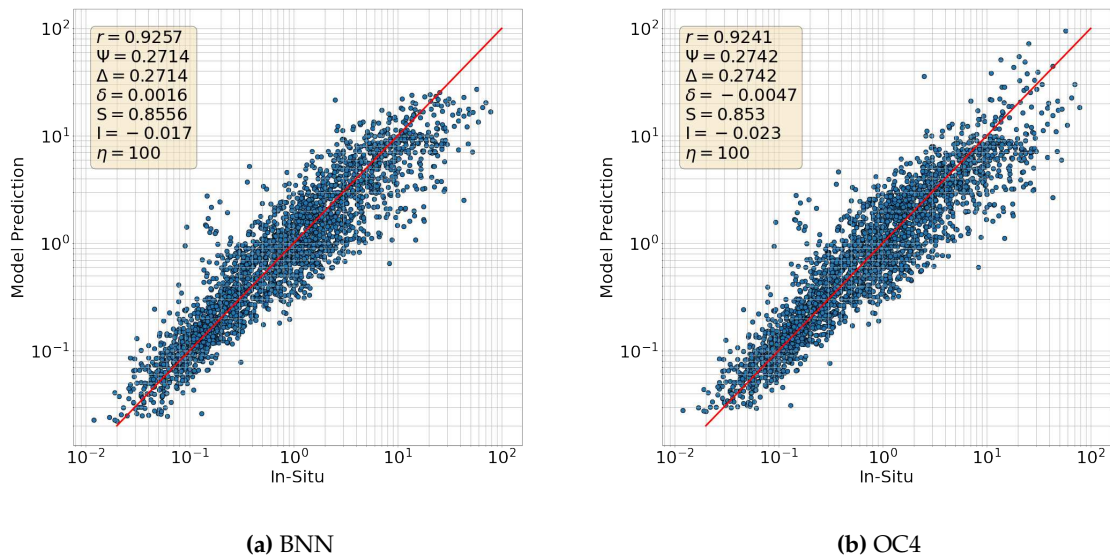 r = 0.9257
Ψ = 0.2714
Δ = 0.2714
δ = 0.0016
S = 0.8556
I = − 0.017
η = 100
10²
10¹
10⁰
10⁻¹
Model Prediction
10⁻² 10⁻¹ 10⁰ 10¹ 10²
In-Situ
(a) BNN
r = 0.9241
Ψ = 0.2742
Δ = 0.2742
δ = − 0.0047
S = 0.853
I = − 0.023
η = 100
10²
10¹
10⁰
10⁻¹
Model Prediction
10⁻² 10⁻¹ 10⁰ 10¹ 10²
In-Situ
(b) OC4